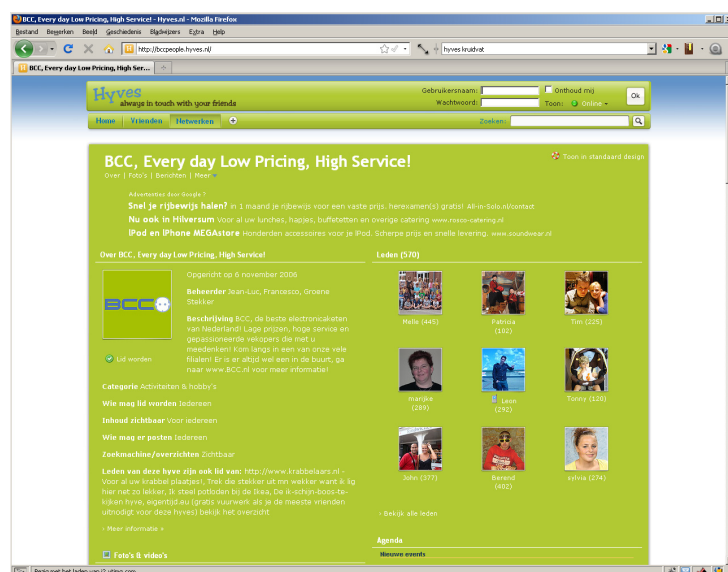 BCC, Every day Low Pricing, High Service! - Hyves.nl - Mozilla Firefox
Bestand Bewerken Beeld Geschiedenis Bladwijzers Extra Help
http://bccpeople.hyves.nl/
hyves kruidvat
BCC, Every day Low Pricing, High Ser...
Hyves
always in touch with your friends
Gebruikersnaam:
Onthoud mij
Wachtwoord:
Toon: Online
Ok
Home Vrienden Netwerken
Zoeken:
BCC, Every day Low Pricing, High Service!
Toon in standaard design
Over | Foto's | Berichten | Meer
Advertenties door Google ?
Snel je rijbewijs halen? in 1 maand je rijbewijs voor een vaste prijs. herexamen(s) gratis! All-in-Solo.nl/contact
Nu ook in Hilversum Voor al uw lunches, hapjes, buffetetten en overige catering www.rosco-catering.nl
IPod en IPhone MEGAstore Honderden accessoires voor je IPod. Scherpe prijs en snelle levering. www.soundwear.nl
Over BCC, Every day Low Pricing, High Service!
BCC
Lid worden
Opgericht op 6 november 2006
Beheerder Jean-Luc, Francesco, Groene
Stekker
Beschrijving BCC, de beste electronicaketen
van Nederland! Lage prijzen, hoge service en
gepassioneerde vekopers die met u
meedenken! Kom langs in een van onze vele
filialen! Er is er altijd wel een in de buurt, ga
naar www.BCC.nl voor meer informatie!
Categorie Activiteiten & hobby's
Wie mag lid worden Iedereen
Inhoud zichtbaar Voor iedereen
Wie mag er posten Iedereen
Zoekmachine/overzichten Zichtbaar
Leden van deze hyve zijn ook lid van: http://www.krabbelaars.nl -
Voor al uw krabbel plaatjes!, Trek die stekker uit mn wekker want ik lig
hier net zo lekker, Ik steel potloden bij de Ikea, De ik-schijn-boos-te-
kijken hyve, eigentijd.eu (gratis vuurwerk als je de meeste vrienden
uitnodigt voor deze hyves) bekijk het overzicht
› Meer informatie »
Foto's & video's
Leden (570)
Melle (445)
Patricia
(102)
Tim (225)
marijke
(289)
Leon
(292)
Tonny (120)
John (377)
Berend
(402)
sylvia (274)
› Bekijk alle leden
Agenda
Nieuwe events
Bezig met het laden van